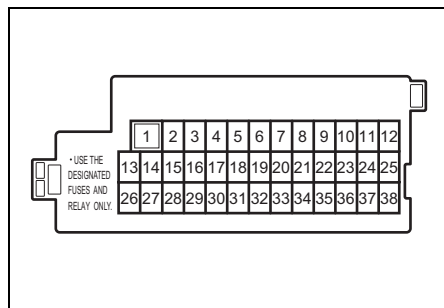 1 2 3 4 5 6 7 8 9 10 11 12
• USE THE
DESIGNATED
FUSES AND
RELAY ONLY.
13 14 15 16 17 18 19 20 21 22 23 24 25
26 27 28 29 30 31 32 33 34 35 36 37 38